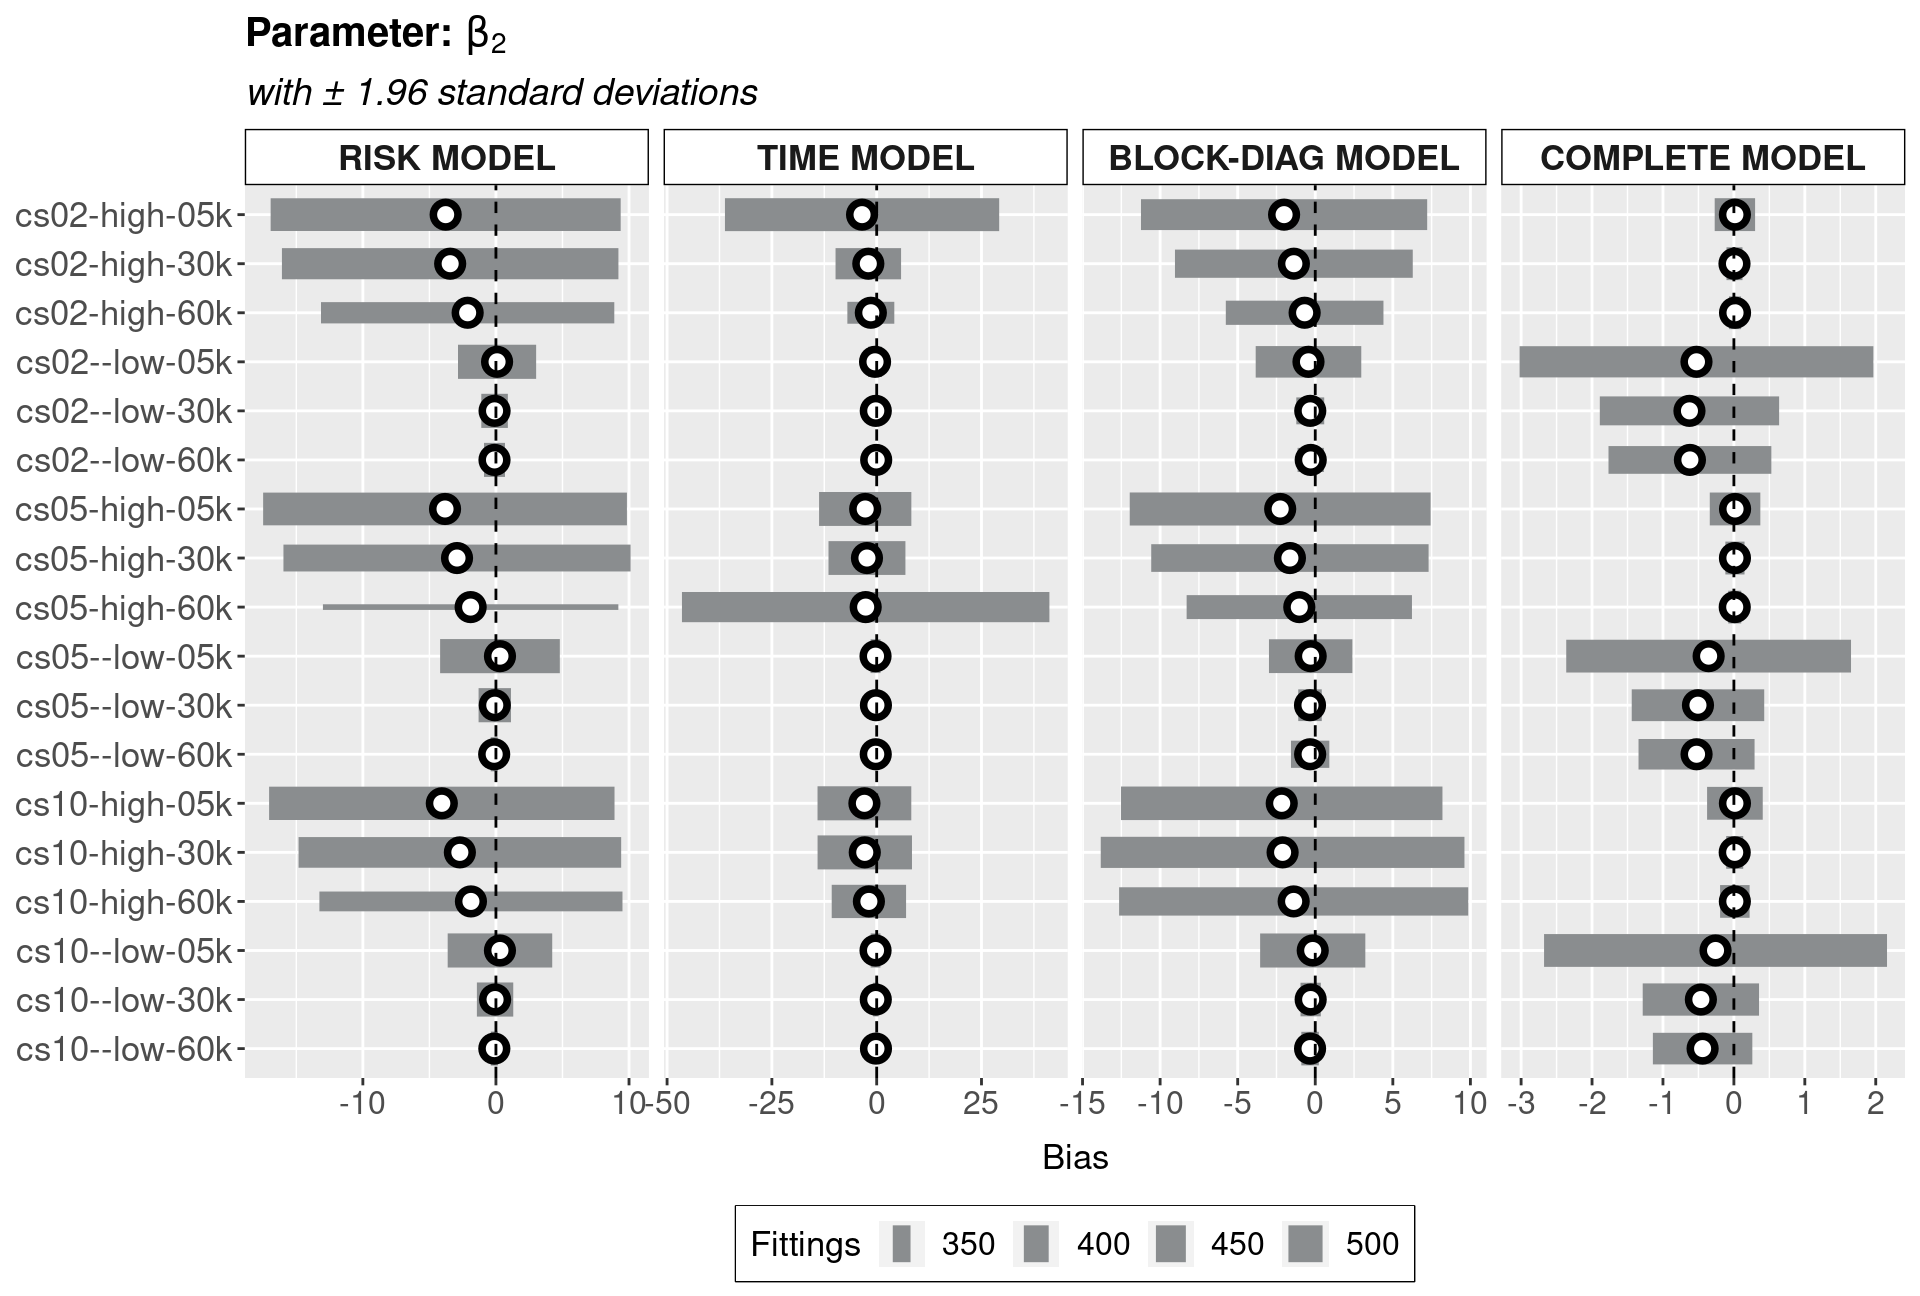 Parameter: β₂
with ± 1.96 standard deviations
RISK MODEL TIME MODEL BLOCK-DIAG MODEL COMPLETE MODEL
cs02-high-05k
cs02-high-30k
cs02-high-60k
cs02--low-05k
cs02--low-30k
cs02--low-60k
cs05-high-05k
cs05-high-30k
cs05-high-60k
cs05--low-05k
cs05--low-30k
cs05--low-60k
cs10-high-05k
cs10-high-30k
cs10-high-60k
cs10--low-05k
cs10--low-30k
cs10--low-60k
-10 0 10 -50 -25 0 25 -15 -10 -5 0 5 10 -3 -2 -1 0 1 2
Bias
Fittings 350 400 450 500